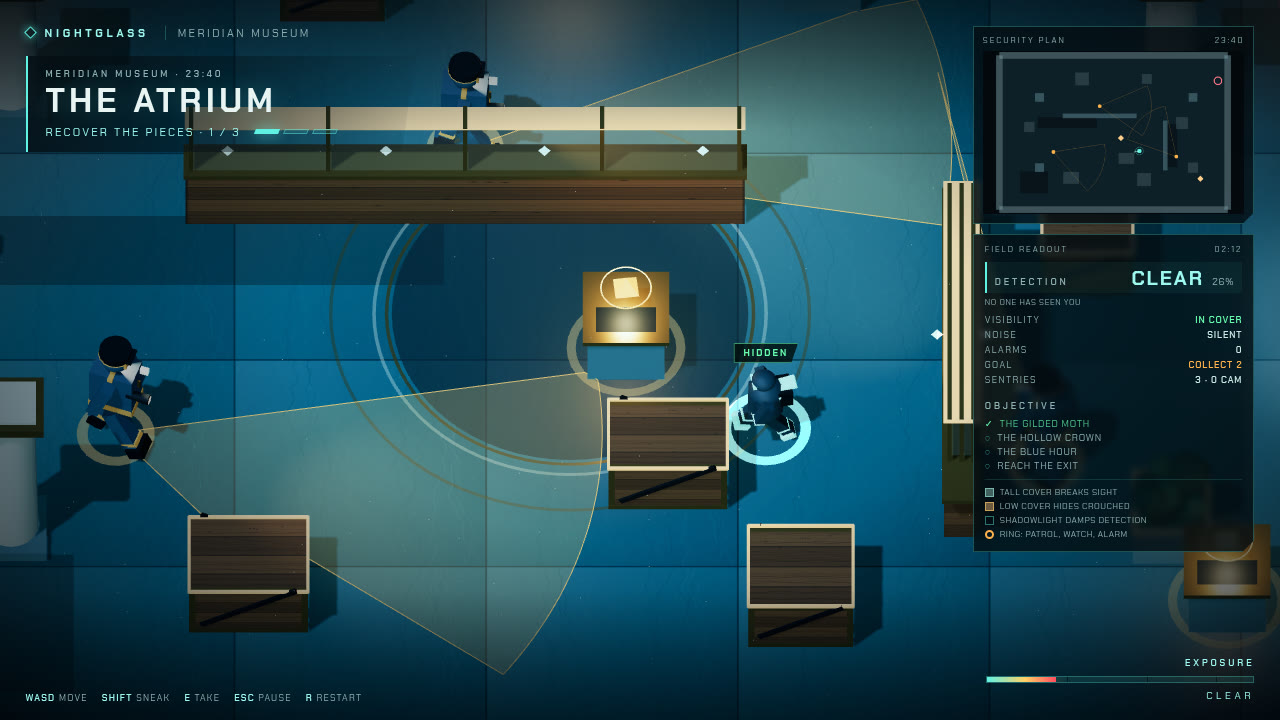 NIGHTGLASS MERIDIAN MUSEUM
MERIDIAN MUSEUM · 23:40
THE ATRIUM
RECOVER THE PIECES · 1 / 3
SECURITY PLAN 23:40
FIELD READOUT 02:12
DETECTION CLEAR 26%
NO ONE HAS SEEN YOU
VISIBILITY IN COVER
NOISE SILENT
ALARMS 0
GOAL COLLECT 2
SENTRIES 3 · 0 CAM
OBJECTIVE
✓ THE GILDED MOTH
○ THE HOLLOW CROWN
○ THE BLUE HOUR
○ REACH THE EXIT
TALL COVER BREAKS SIGHT
LOW COVER HIDES CROUCHED
SHADOWLIGHT DAMPS DETECTION
RING: PATROL, WATCH, ALARM
HIDDEN
EXPOSURE
CLEAR
WASD MOVE SHIFT SNEAK E TAKE ESC PAUSE R RESTART